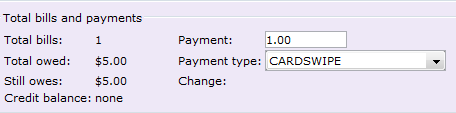 Total bills and payments
Total bills: 1 Payment: 1.00
Total owed: $5.00 Payment type: CARDSWIPE
Still owes: $5.00 Change:
Credit balance: none